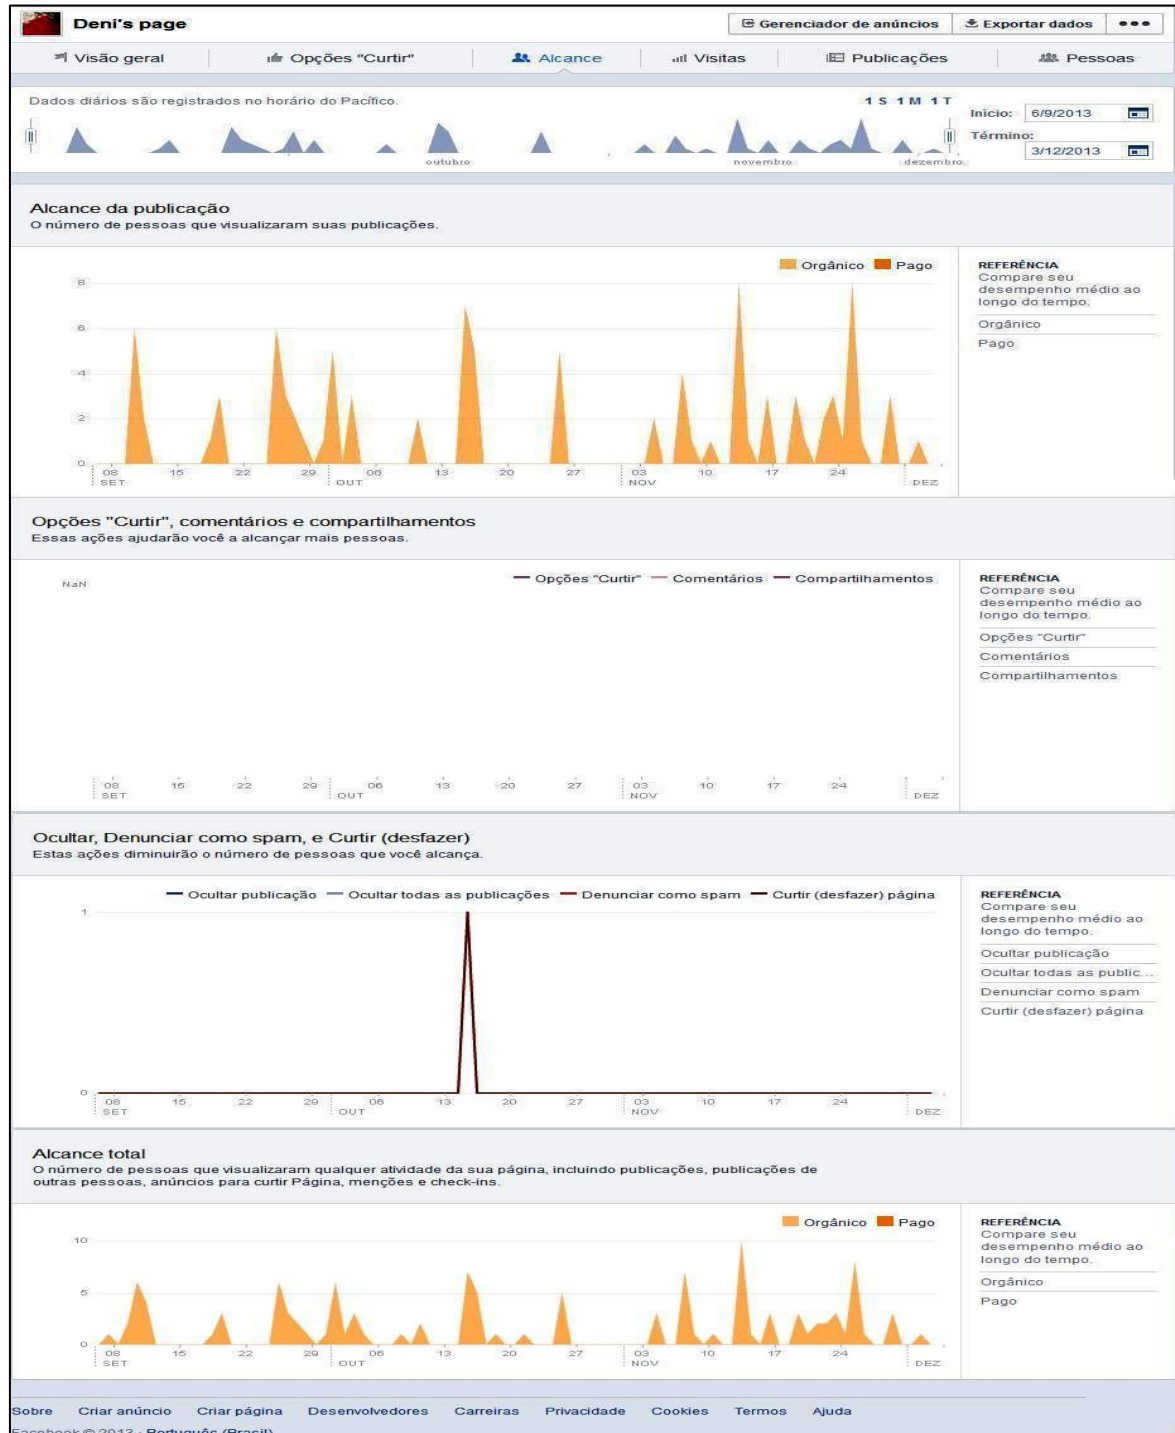 Deni's page
Gerenciador de anúncios
Exportar dados
Visão geral
Opções "Curtir"
Alcance
Visitas
Publicações
Pessoas
Dados diários são registrados no horário do Pacífico.
1 S 1 M 1 T
Início: 6/9/2013
Término:
3/12/2013
outubro
novembro
dezembro
Alcance da publicação
O número de pessoas que visualizaram suas publicações.
Orgânico Pago
8
6
4
2
0
08 15 22 29 06 13 20 27 03 10 17 24
SET OUT NOV DEZ
REFERÊNCIA
Compare seu
desempenho médio ao
longo do tempo.
Orgânico
Pago
Opções "Curtir", comentários e compartilhamentos
Essas ações ajudarão você a alcançar mais pessoas.
NaN
Opções "Curtir" Comentários Compartilhamentos
08 15 22 29 06 13 20 27 03 10 17 24
SET OUT NOV DEZ
REFERÊNCIA
Compare seu
desempenho médio ao
longo do tempo.
Opções "Curtir"
Comentários
Compartilhamentos
Ocultar, Denunciar como spam, e Curtir (desfazer)
Estas ações diminuirão o número de pessoas que você alcança.
Ocultar publicação Ocultar todas as publicações Denunciar como spam Curtir (desfazer) página
1
0
08 15 22 29 06 13 20 27 03 10 17 24
SET OUT NOV DEZ
REFERÊNCIA
Compare seu
desempenho médio ao
longo do tempo.
Ocultar publicação
Ocultar todas as public...
Denunciar como spam
Curtir (desfazer) página
Alcance total
O número de pessoas que visualizaram qualquer atividade da sua página, incluindo publicações, publicações de
outras pessoas, anúncios para curtir Página, menções e check-ins.
Orgânico Pago
10
5
0
08 15 22 29 06 13 20 27 03 10 17 24
SET OUT NOV DEZ
REFERÊNCIA
Compare seu
desempenho médio ao
longo do tempo.
Orgânico
Pago
Sobre Criar anúncio Criar página Desenvolvedores Carreiras Privacidade Cookies Termos Ajuda
Facebook © 2013 · Português (Brasil)